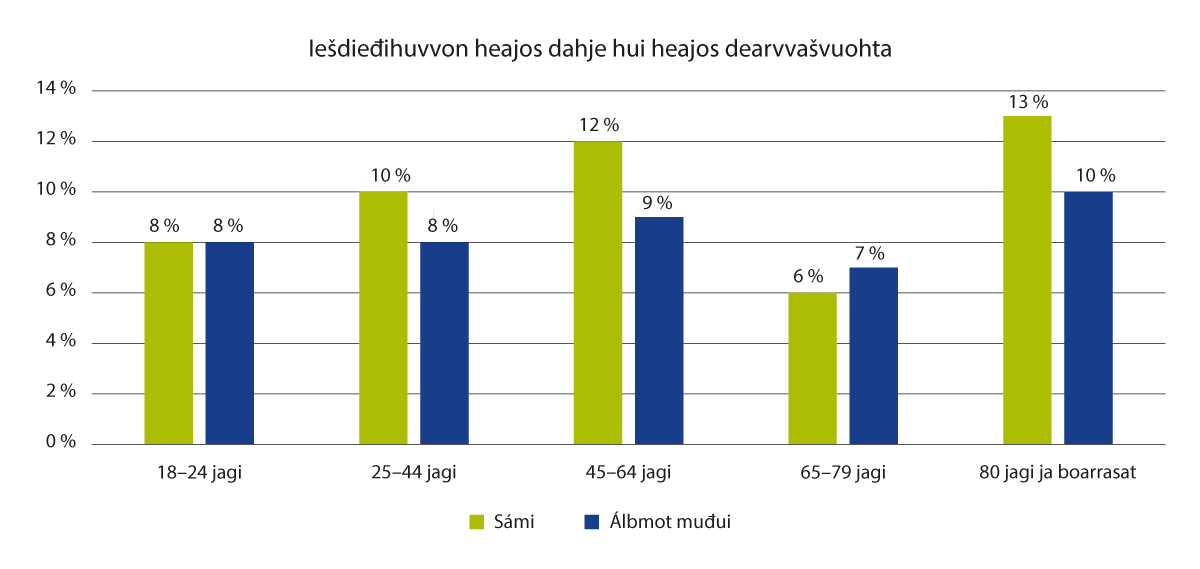 Iešdieđihuvvon heajos dahje hui heajos dearvvašvuohta
14 %
12 %
10 %
8 %
6 %
4 %
2 %
0 %
8 %
8 %
10 %
8 %
12 %
9 %
6 %
7 %
13 %
10 %
18–24 jagi
25–44 jagi
45–64 jagi
65–79 jagi
80 jagi ja boarrasat
Sámi
Álbmot muđui